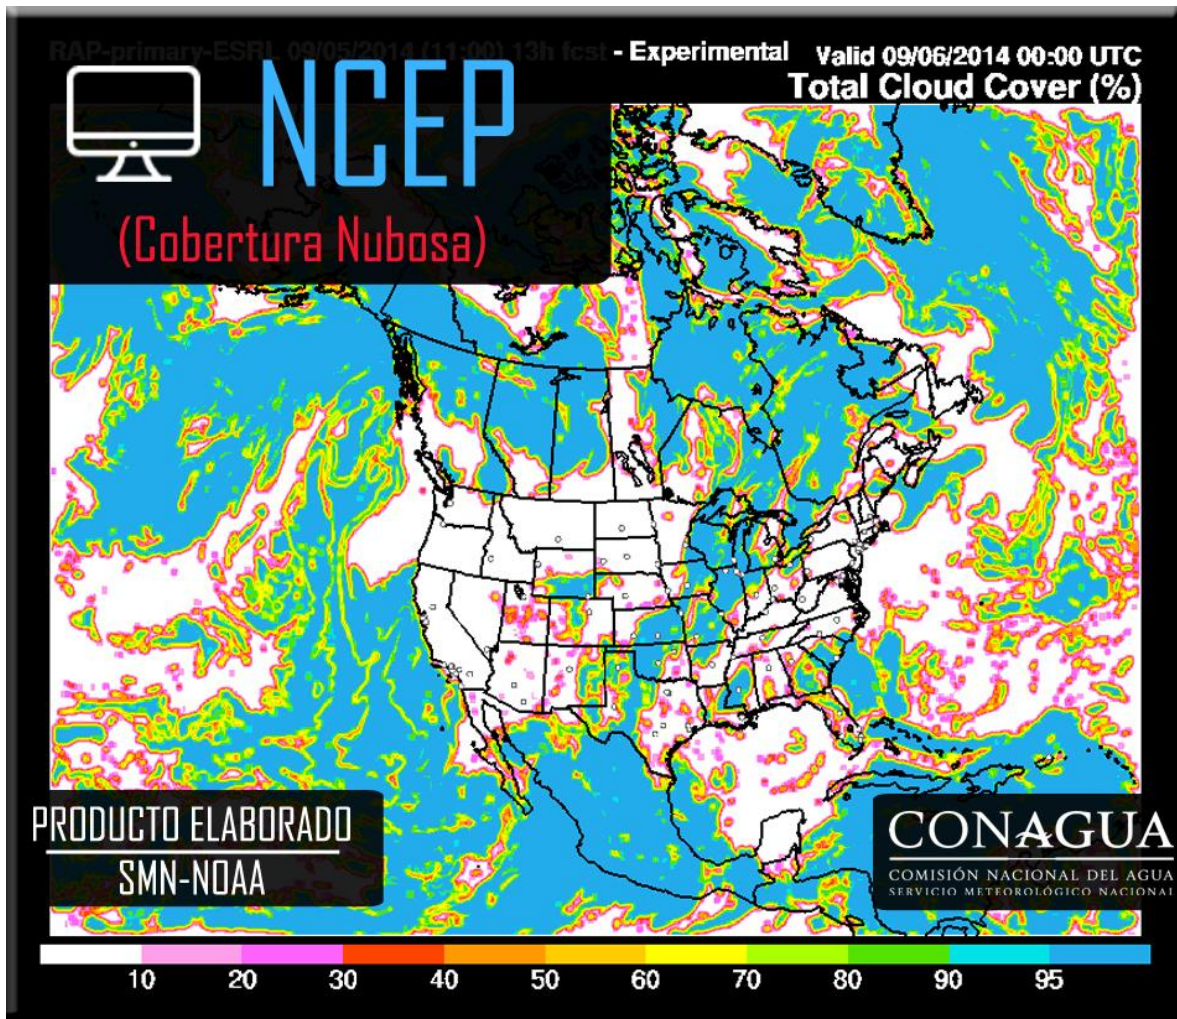 RAP-primary-ESRL 09/05/2014 (11:00) 13h fcst - Experimental Valid 09/06/2014 00:00 UTC
Total Cloud Cover (%)
NCEP
(Cobertura Nubosa)
PRODUCTO ELABORADO
SMN-NOAA
CONAGUA
COMISIÓN NACIONAL DEL AGUA
SERVICIO METEOROLÓGICO NACIONAL
10 20 30 40 50 60 70 80 90 95